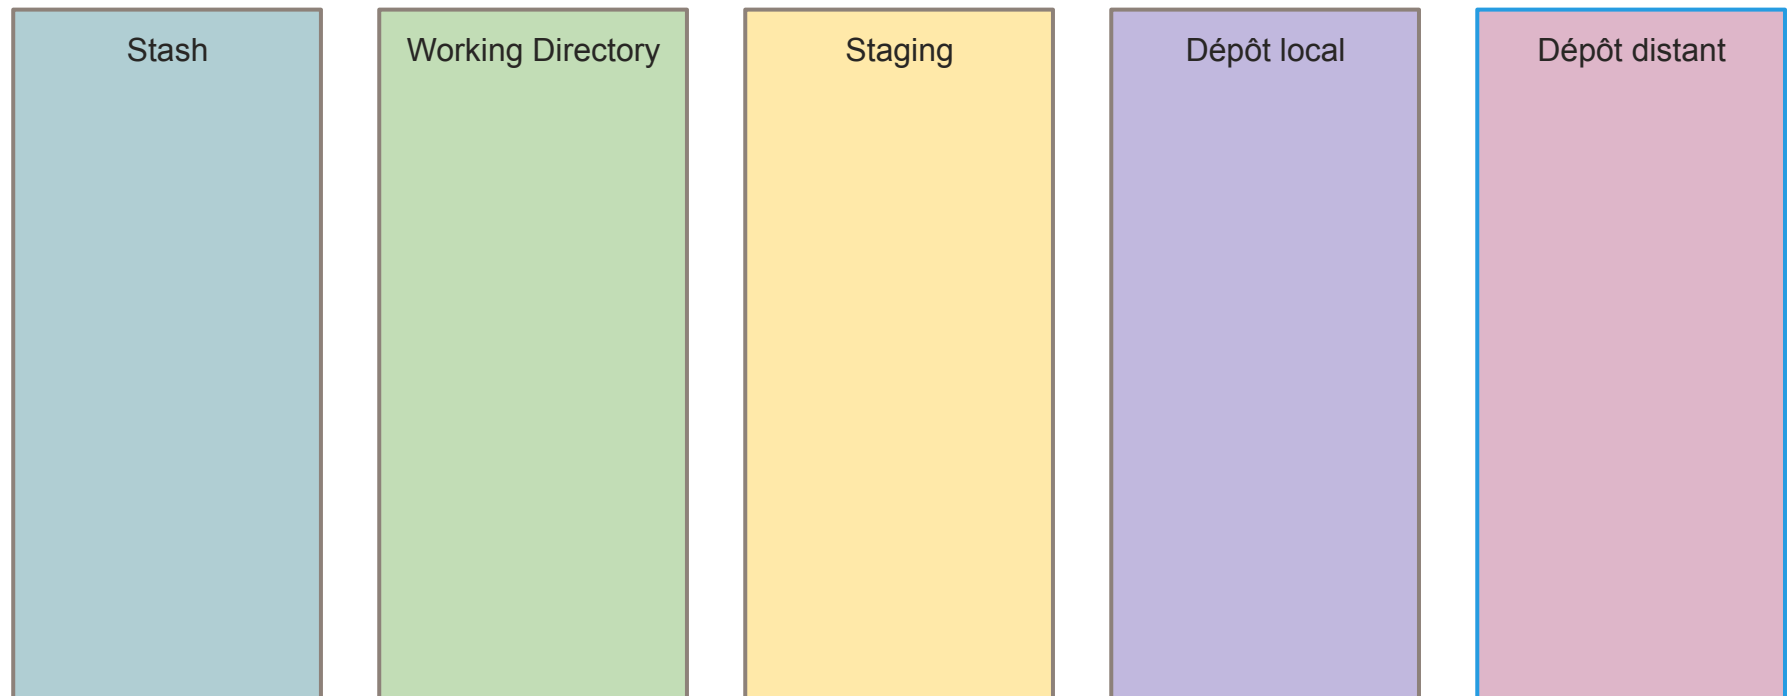 Stash
Working Directory
Staging
Dépôt local
Dépôt distant